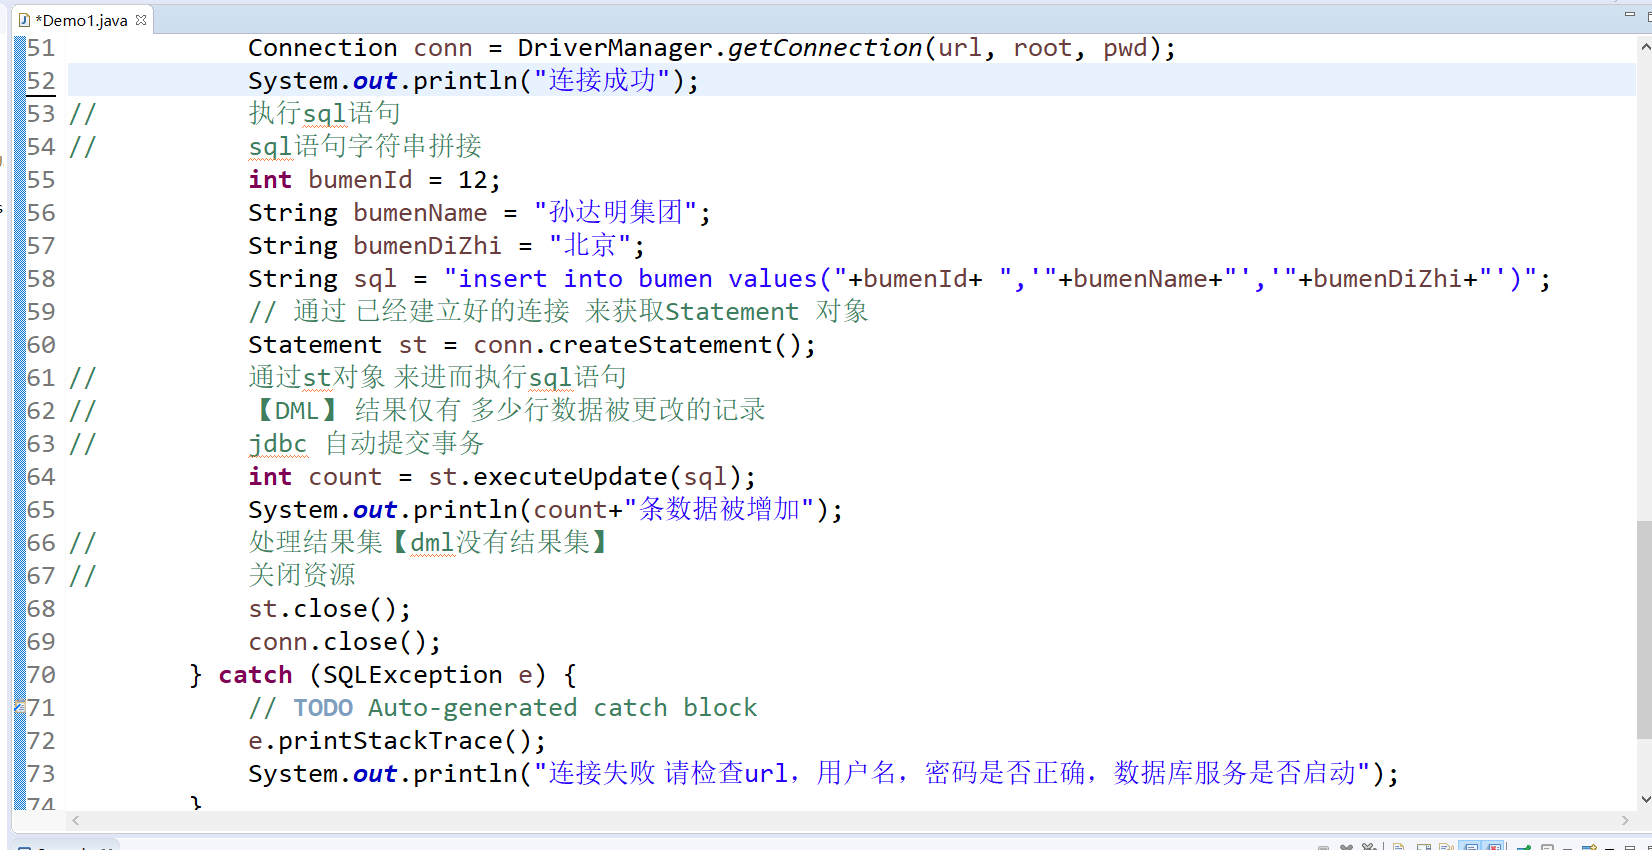 *Demo1.java
51 Connection conn = DriverManager.getConnection(url, root, pwd);
52 System.out.println("连接成功");
53 // 执行sql语句
54 // sql语句字符串拼接
55 int bumenId = 12;
56 String bumenName = "孙达明集团";
57 String bumenDiZhi = "北京";
58 String sql = "insert into bumen values("+bumenId+ ",'"+bumenName+"','"+bumenDiZhi+"')";
59 // 通过 已经建立好的连接 来获取Statement 对象
60 Statement st = conn.createStatement();
61 // 通过st对象 来进而执行sql语句
62 // 【DML】 结果仅有 多少行数据被更改的记录
63 // jdbc 自动提交事务
64 int count = st.executeUpdate(sql);
65 System.out.println(count+"条数据被增加");
66 // 处理结果集【dml没有结果集】
67 // 关闭资源
68 st.close();
69 conn.close();
70 } catch (SQLException e) {
71 // TODO Auto-generated catch block
72 e.printStackTrace();
73 System.out.println("连接失败 请检查url，用户名，密码是否正确，数据库服务是否启动");
74 }